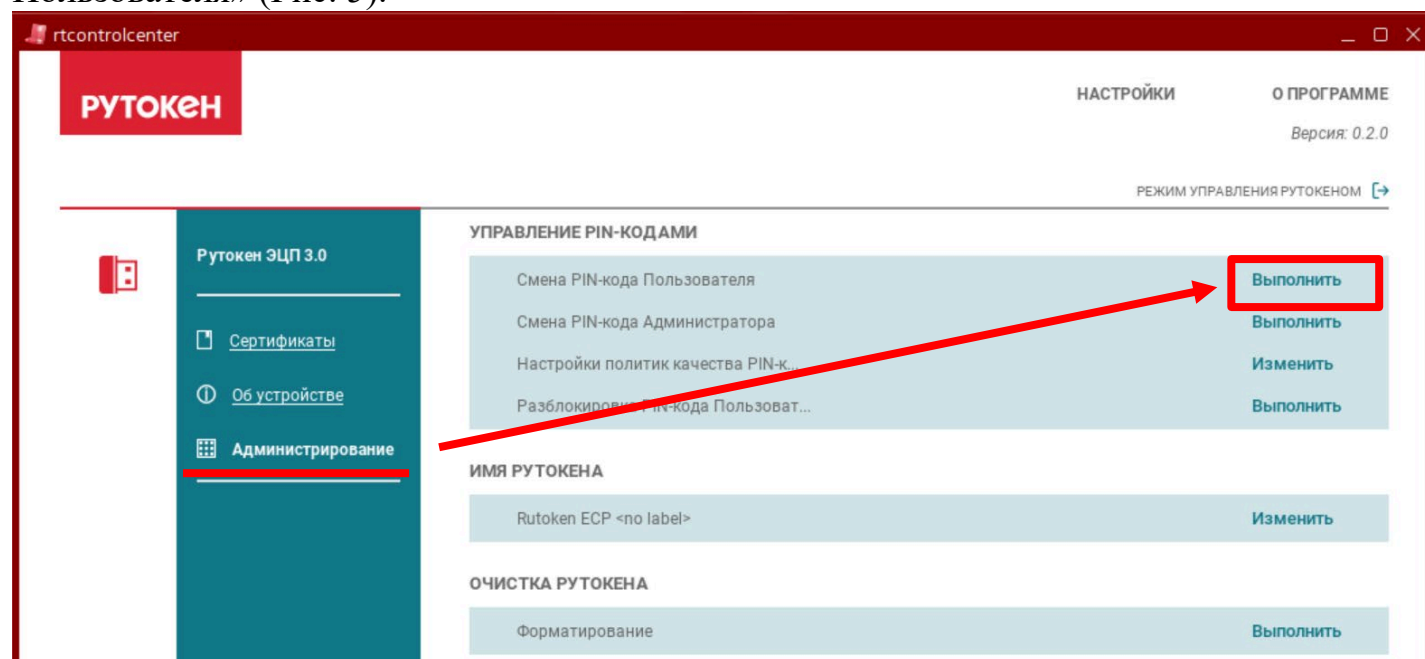 Пользователя» (Рис. 3).
rtcontrolcenter
РУТОКЕН
НАСТРОЙКИ О ПРОГРАММЕ
Версия: 0.2.0
РЕЖИМ УПРАВЛЕНИЯ РУТОКЕНОМ
Рутокен ЭЦП 3.0
Сертификаты
Об устройстве
Администрирование
УПРАВЛЕНИЕ PIN-КОДАМИ
Смена PIN-кода Пользователя Выполнить
Смена PIN-кода Администратора Выполнить
Настройки политик качества PIN-к... Изменить
Разблокировка PIN-кода Пользоват... Выполнить
ИМЯ РУТОКЕНА
Rutoken ECP <no label> Изменить
ОЧИСТКА РУТОКЕНА
Форматирование Выполнить